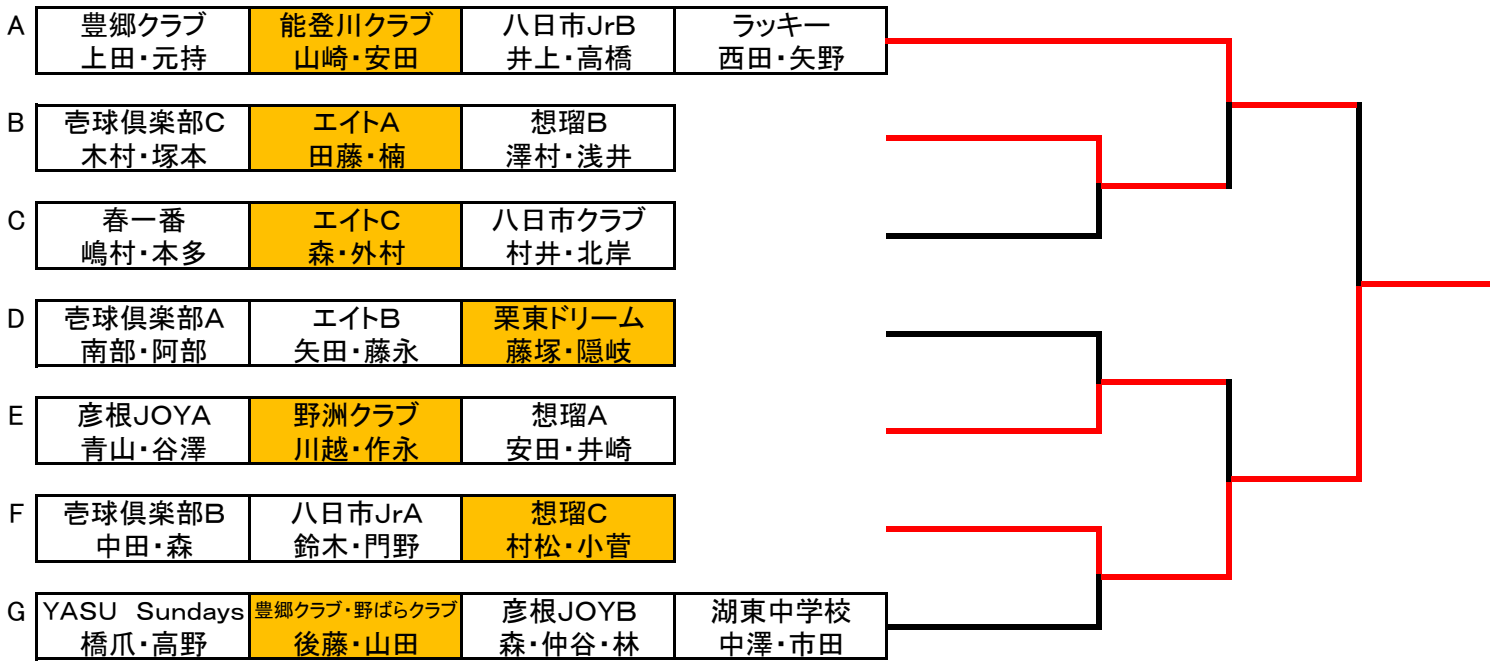 A 豊郷クラブ 能登川クラブ 八日市JrB ラッキー
上田・元持 山崎・安田 井上・高橋 西田・矢野
B 壱球倶楽部C エイトA 想瑠B
木村・塚本 田藤・楠 澤村・浅井
C 春一番 エイトC 八日市クラブ
嶋村・本多 森・外村 村井・北岸
D 壱球倶楽部A エイトB 栗東ドリーム
南部・阿部 矢田・藤永 藤塚・隠岐
E 彦根JOYA 野洲クラブ 想瑠A
青山・谷澤 川越・作永 安田・井崎
F 壱球倶楽部B 八日市JrA 想瑠C
中田・森 鈴木・門野 村松・小菅
G YASU　Sundays 豊郷クラブ・野ばらクラブ 彦根JOYB 湖東中学校
橋爪・高野 後藤・山田 森・仲谷・林 中澤・市田